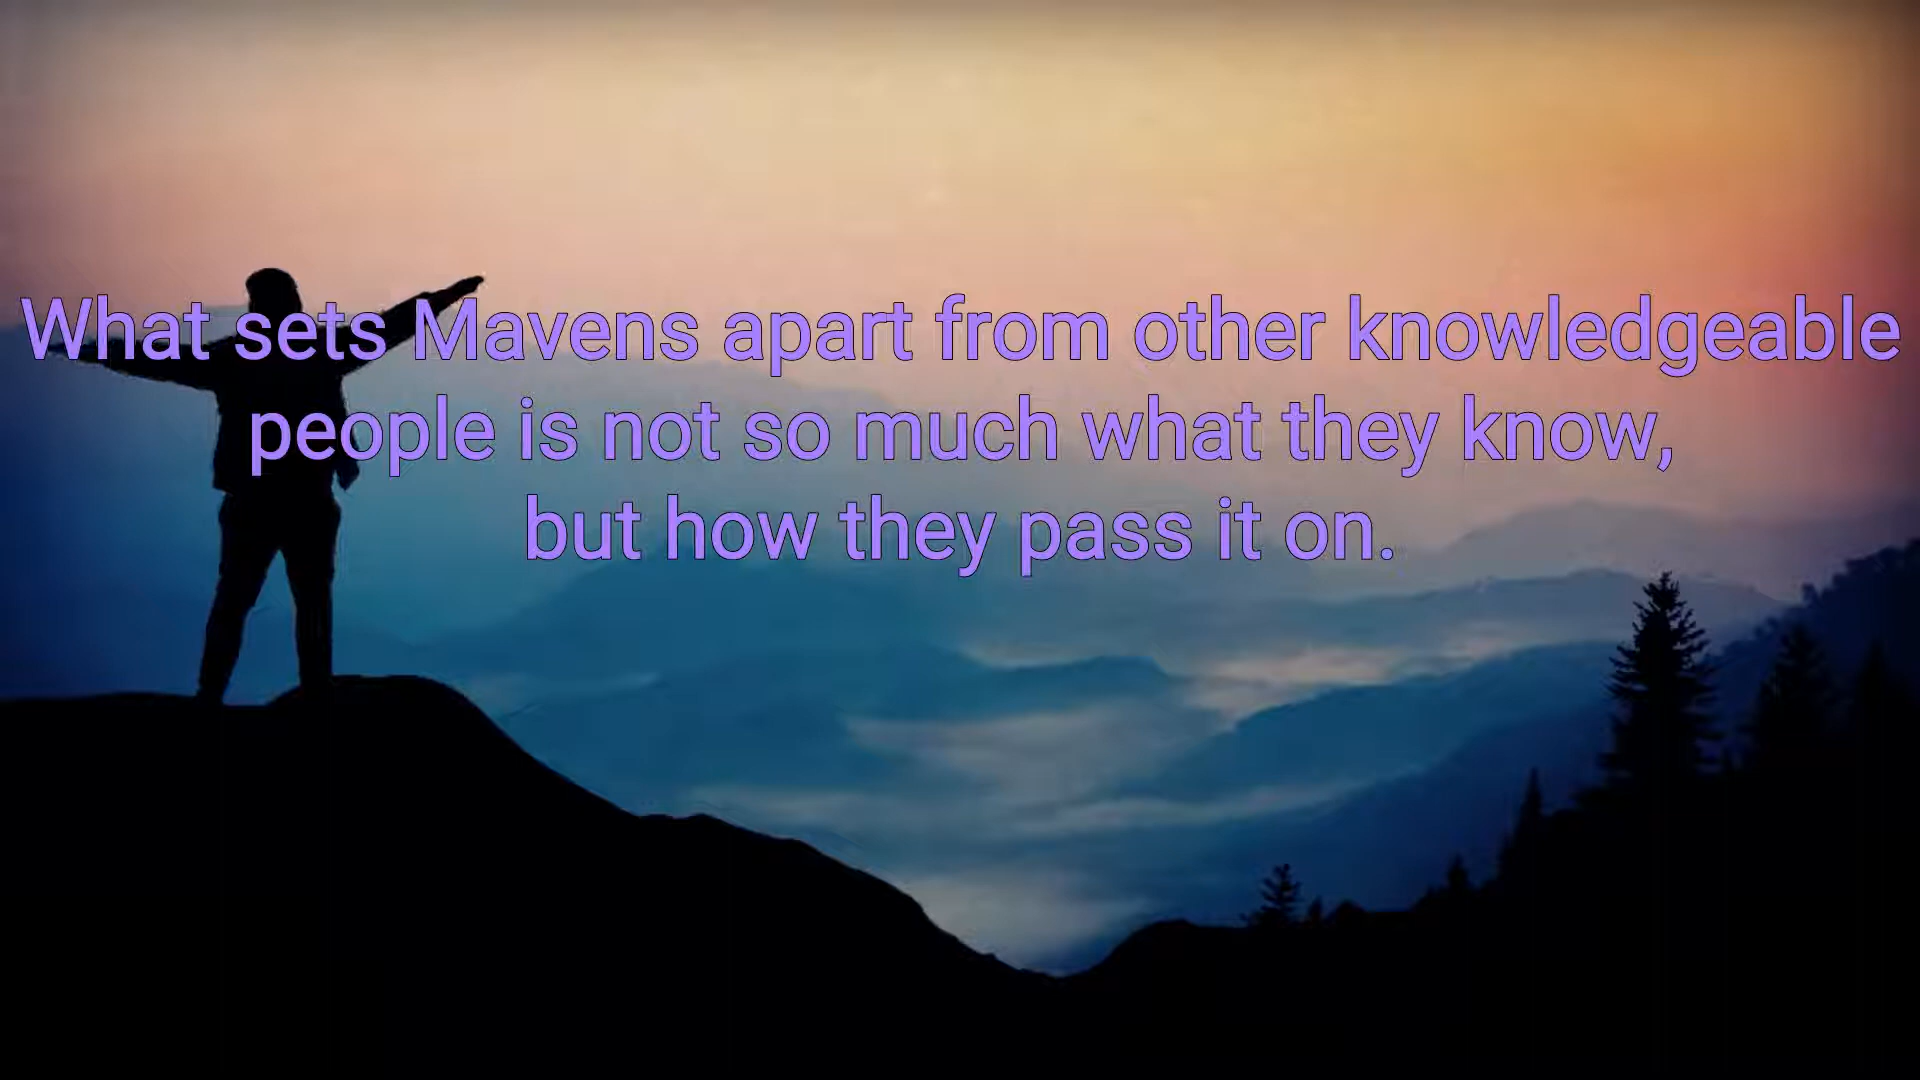 What sets Mavens apart from other knowledgeable
people is not so much what they know,
but how they pass it on.